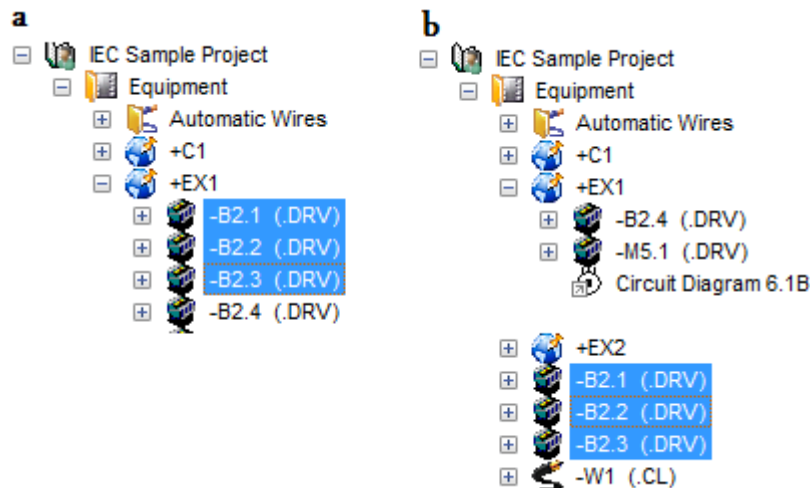 a
IEC Sample Project
Equipment
Automatic Wires
+C1
+EX1
-B2.1 (.DRV)
-B2.2 (.DRV)
-B2.3 (.DRV)
-B2.4 (.DRV)
b
IEC Sample Project
Equipment
Automatic Wires
+C1
+EX1
-B2.4 (.DRV)
-M5.1 (.DRV)
Circuit Diagram 6.1B
+EX2
-B2.1 (.DRV)
-B2.2 (.DRV)
-B2.3 (.DRV)
-W1 (.CL)